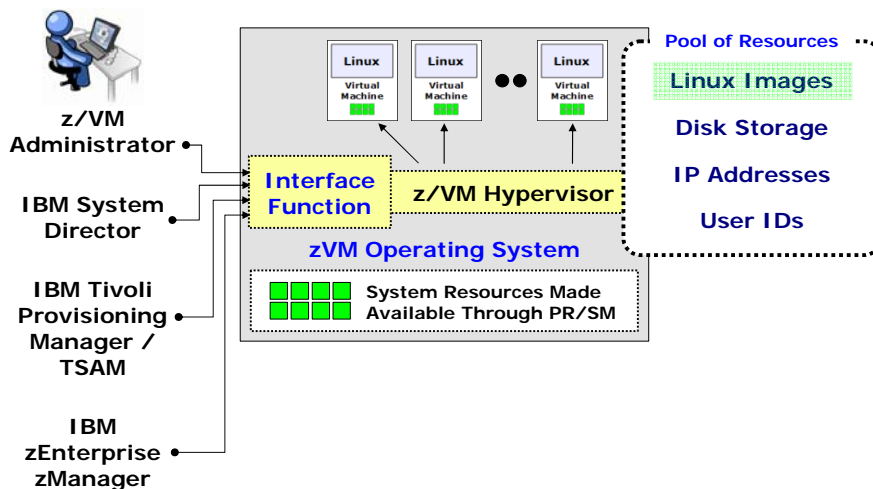 z/VM
Administrator
IBM System
Director
IBM Tivoli
Provisioning
Manager /
TSAM
IBM
zEnterprise
zManager
Linux
Virtual
Machine
Linux
Virtual
Machine
Linux
Virtual
Machine
Interface
Function
z/VM Hypervisor
zVM Operating System
System Resources Made
Available Through PR/SM
Pool of Resources
Linux Images
Disk Storage
IP Addresses
User IDs